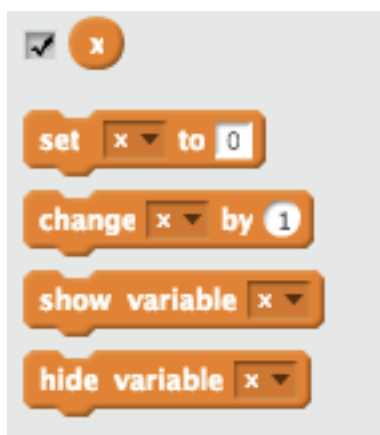 x
set x to 0
change x by 1
show variable x
hide variable x